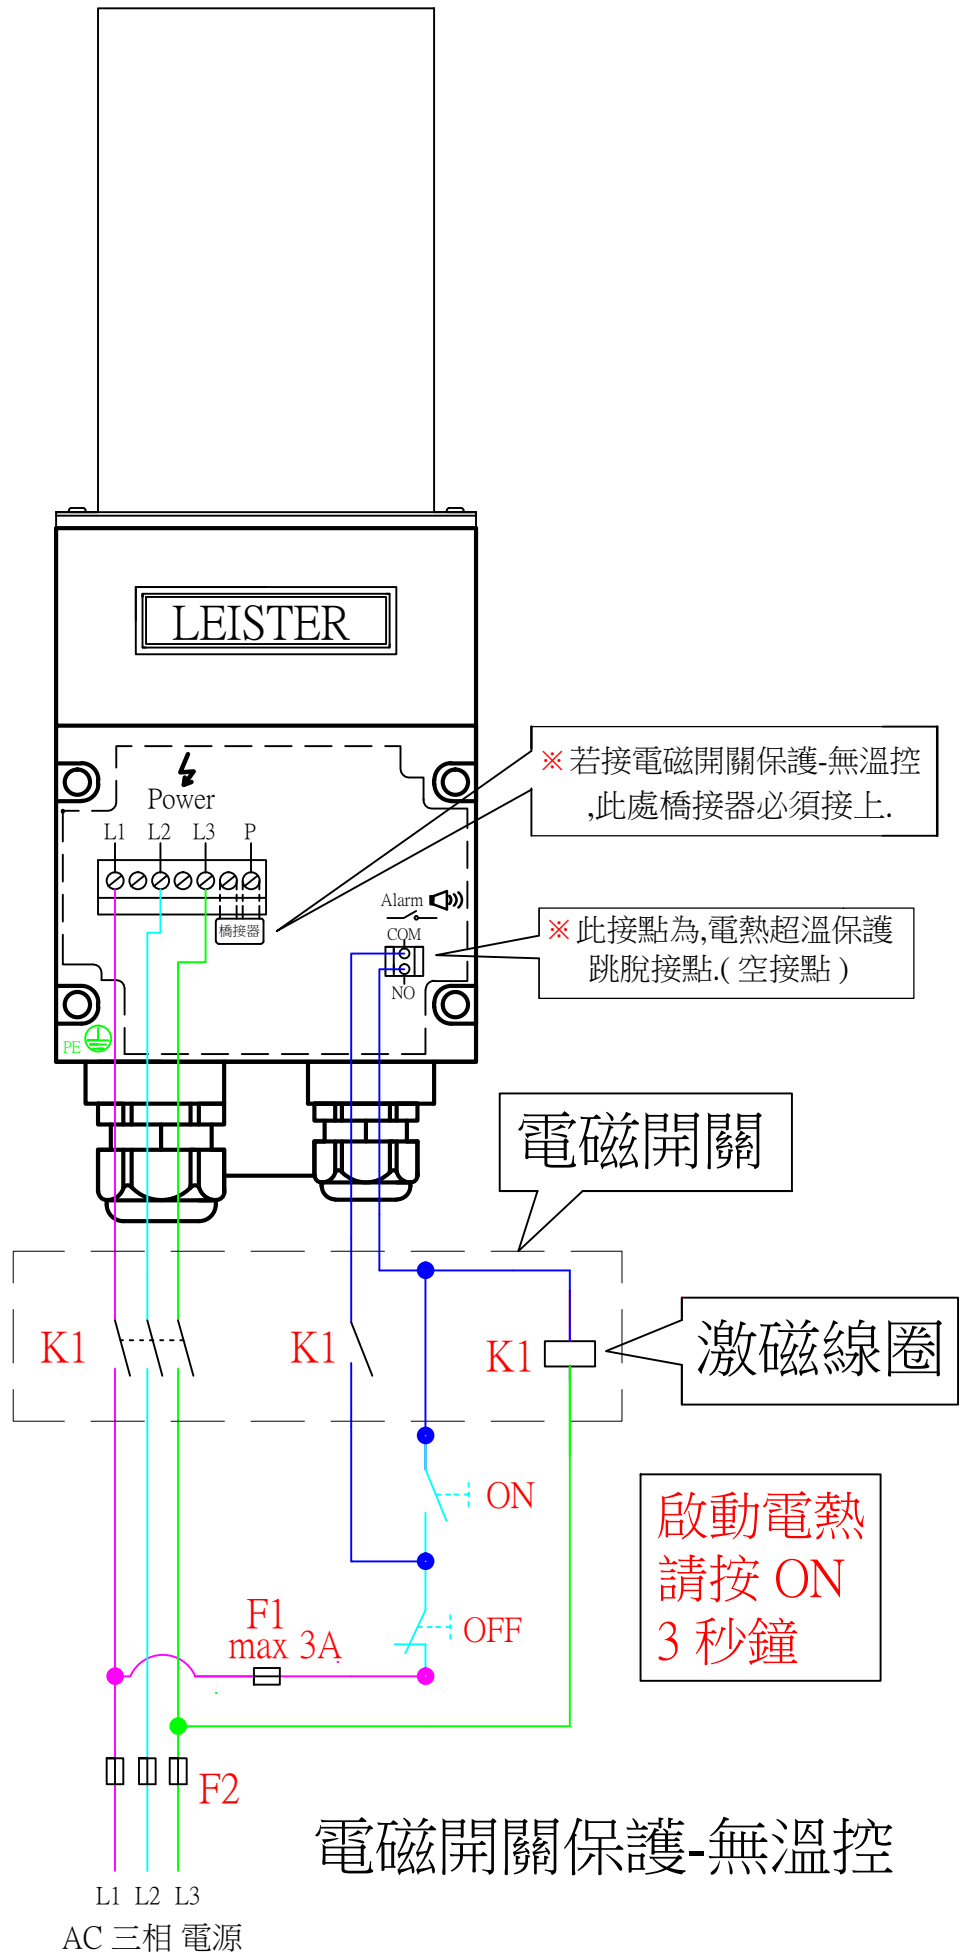 LEISTER
※ 若接電磁開關保護-無溫控
,此處橋接器必須接上.
Power
L1 L2 L3 P
橋接器
Alarm
COM
NO
※ 此接點為,電熱超溫保護
跳脫接點.( 空接點 )
PE
電磁開關
K1 K1 K1
激磁線圈
ON
啟動電熱
請按 ON
3 秒鐘
F1
max 3A
OFF
F2
電磁開關保護-無溫控
L1 L2 L3
AC 三相 電源